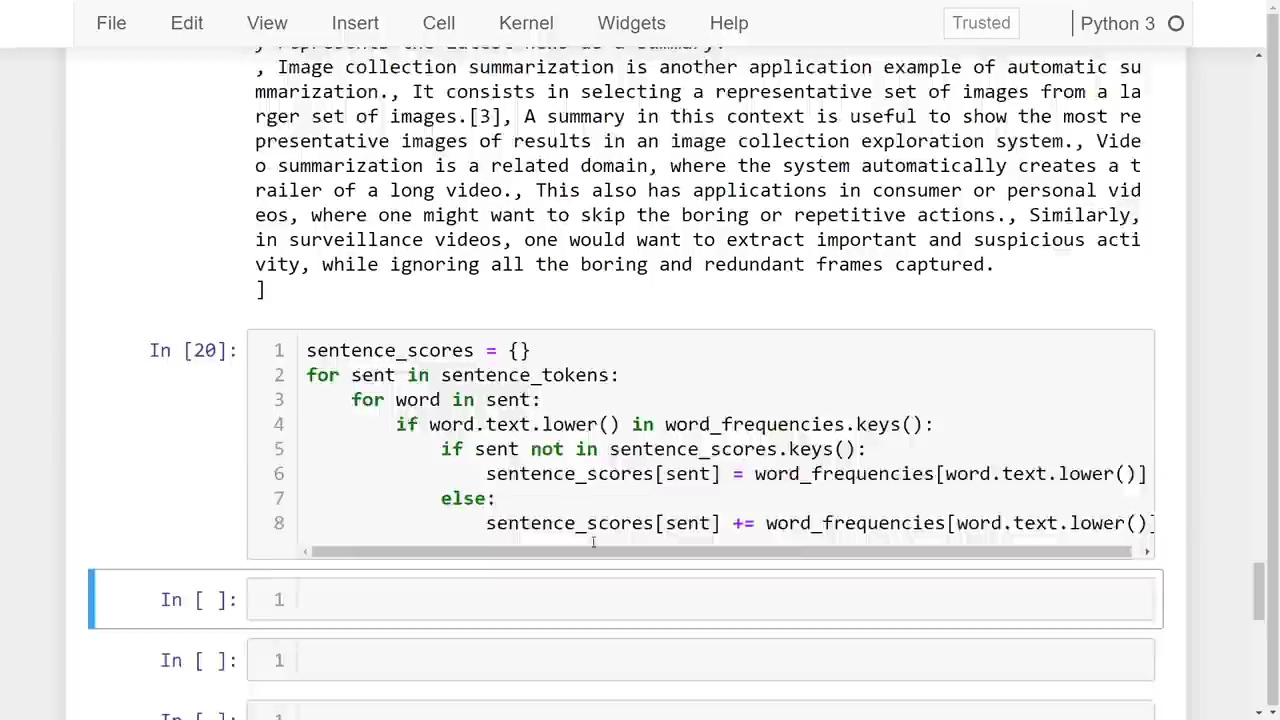 File Edit View Insert Cell Kernel Widgets Help Trusted Python 3
y represents the latest news as a summary.
, Image collection summarization is another application example of automatic su
mmarization., It consists in selecting a representative set of images from a la
rger set of images.[3], A summary in this context is useful to show the most re
presentative images of results in an image collection exploration system., Vide
o summarization is a related domain, where the system automatically creates a t
railer of a long video., This also has applications in consumer or personal vid
eos, where one might want to skip the boring or repetitive actions., Similarly,
in surveillance videos, one would want to extract important and suspicious acti
vity, while ignoring all the boring and redundant frames captured.
]
In [20]: 1 sentence_scores = {}
2 for sent in sentence_tokens:
3 for word in sent:
4 if word.text.lower() in word_frequencies.keys():
5 if sent not in sentence_scores.keys():
6 sentence_scores[sent] = word_frequencies[word.text.lower()]
7 else:
8 sentence_scores[sent] += word_frequencies[word.text.lower()]
In [ ]: 1
In [ ]: 1
In [ ]: 1